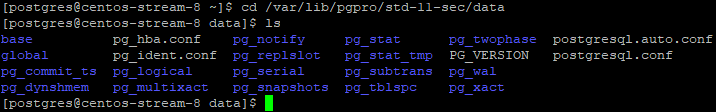 [postgres@centos-stream-8 ~]$ cd /var/lib/pgpro/std-11-sec/data
[postgres@centos-stream-8 data]$ ls
base pg_hba.conf pg_notify pg_stat pg_twophase postgresql.auto.conf
global pg_ident.conf pg_replslot pg_stat_tmp PG_VERSION postgresql.conf
pg_commit_ts pg_logical pg_serial pg_subtrans pg_wal
pg_dynshmem pg_multixact pg_snapshots pg_tblspc pg_xact
[postgres@centos-stream-8 data]$